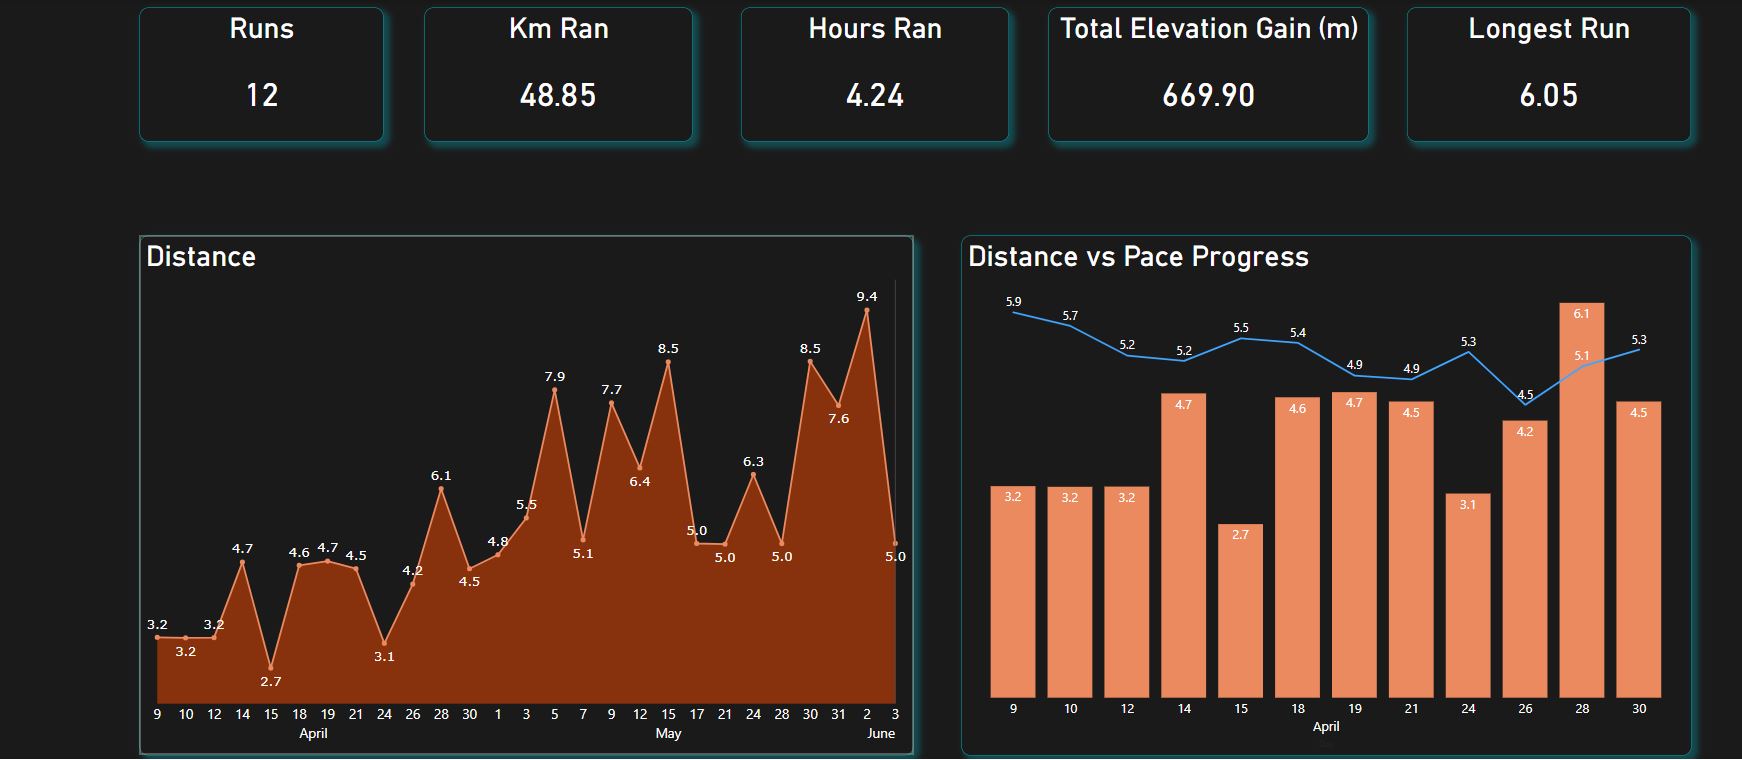 Runs
12
Km Ran
48.85
Hours Ran
4.24
Total Elevation Gain (m)
669.90
Longest Run
6.05
Distance
3.2 3.2 3.2 4.7 2.7 4.6 4.7 4.5 3.1 4.2 6.1 4.5 4.8 5.5 7.9 5.1 7.7 6.4 8.5 5.0 5.0 6.3 5.0 8.5 7.6 9.4 5.0
9 10 12 14 15 18 19 21 24 26 28 30 1 3 5 7 9 12 15 17 21 24 28 30 31 2 3
April May June
Distance vs Pace Progress
5.9 5.7 5.2 5.2 5.5 5.4 4.9 4.9 5.3 4.5 5.1 5.3
3.2 3.2 3.2 4.7 2.7 4.6 4.7 4.5 3.1 4.2 6.1 4.5
9 10 12 14 15 18 19 21 24 26 28 30
April